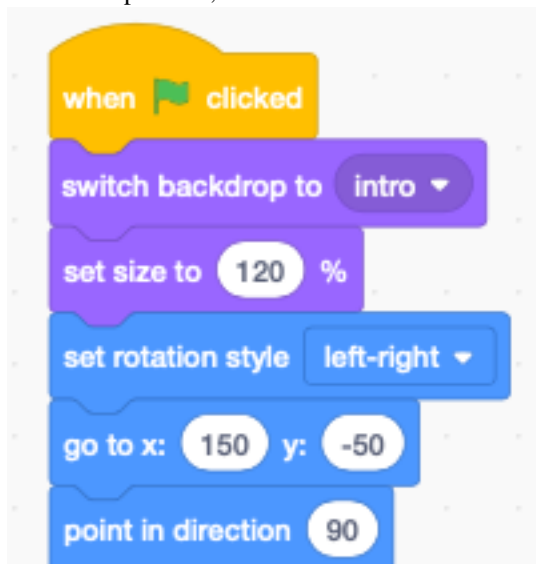 when clicked
switch backdrop to intro
set size to 120 %
set rotation style left-right
go to x: 150 y: -50
point in direction 90